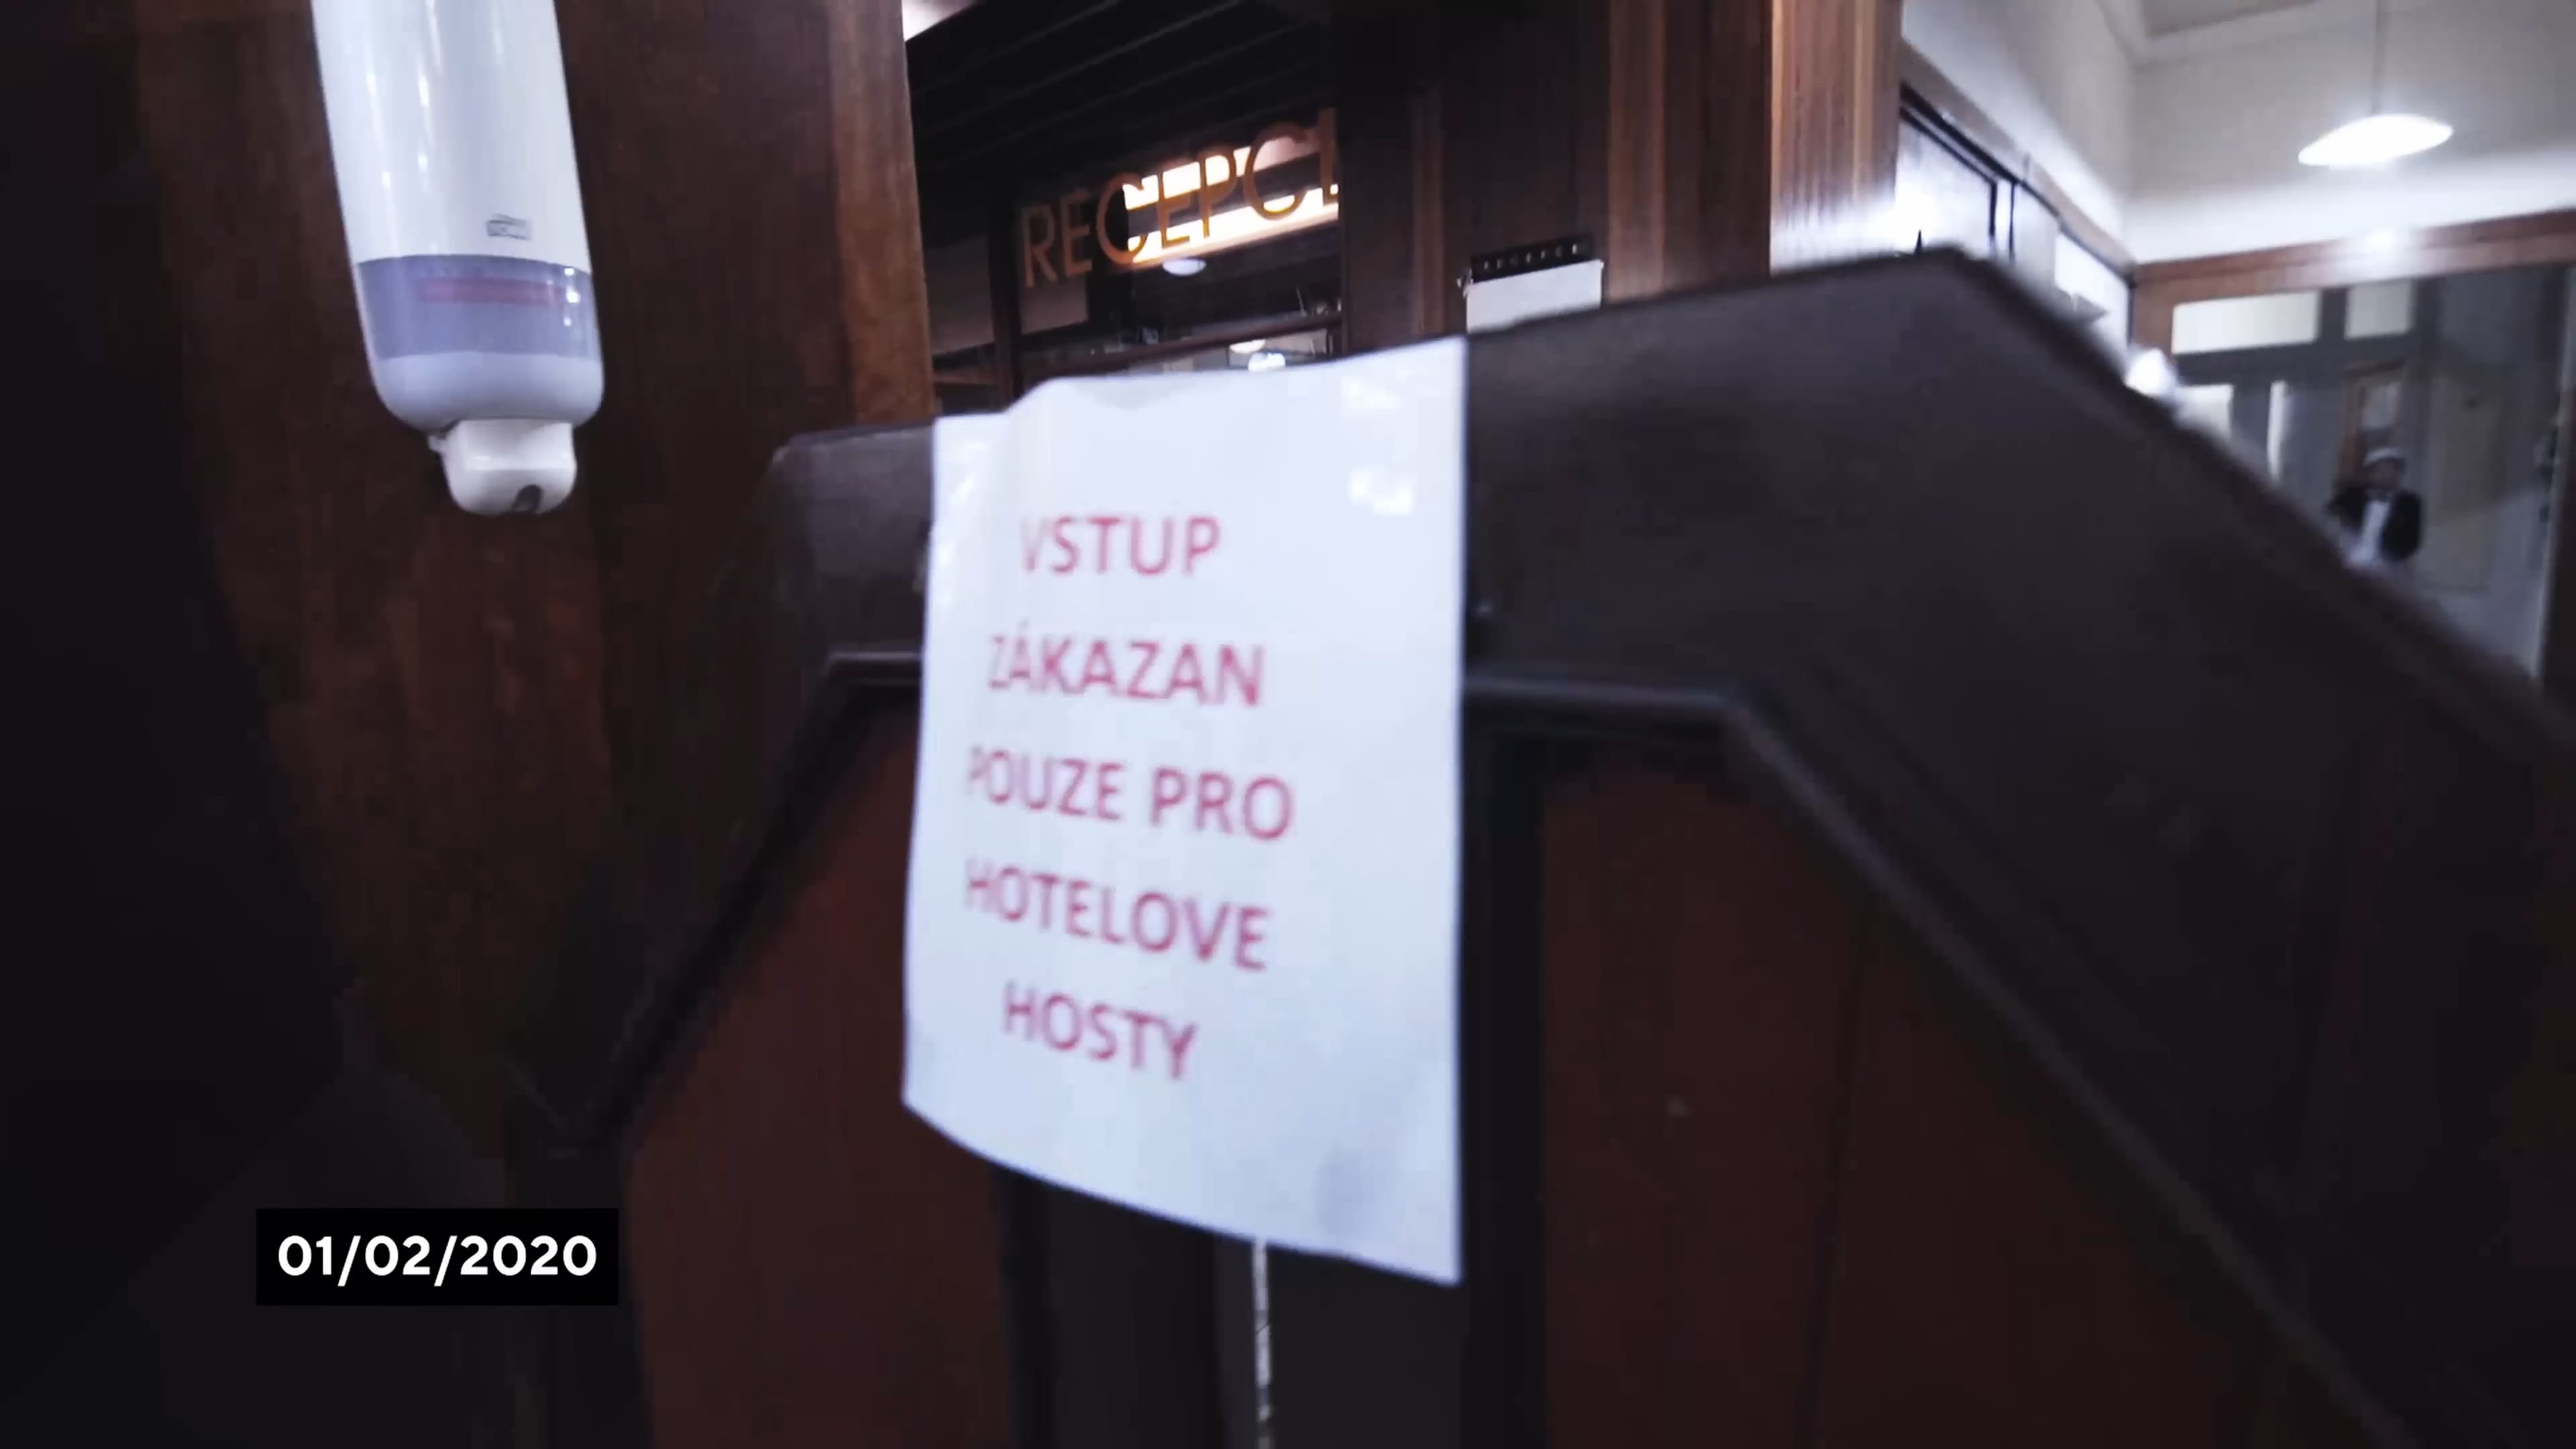 RECEPCE
VSTUP
ZÁKAZAN
POUZE PRO
HOTELOVE
HOSTY
01/02/2020